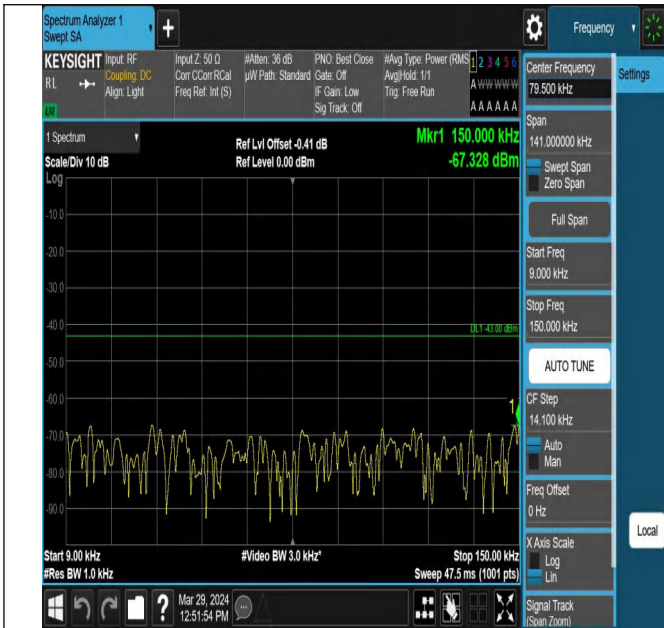 Spectrum Analyzer 1
Swept SA
Frequency
KEYSIGHT
RL
LXI
Input: RF
Coupling: DC
Align: Light
Input Z: 50 Ω
Corr CCorr RCal
Freq Ref: Int (S)
#Atten: 36 dB
µW Path: Standard
PNO: Best Close
Gate: Off
IF Gain: Low
Sig Track: Off
#Avg Type: Power (RMS
Avg|Hold: 1/1
Trig: Free Run
1 2 3 4 5 6
A W W W W W
A A A A A A
Center Frequency
79.500 kHz
Settings
Span
141.000000 kHz
Swept Span
Zero Span
Full Span
Start Freq
9.000 kHz
Stop Freq
150.000 kHz
AUTO TUNE
CF Step
14.100 kHz
Auto
Man
Freq Offset
0 Hz
X Axis Scale
Log
Lin
Signal Track
(Span Zoom)
Local
1 Spectrum
Scale/Div 10 dB
Log
Ref Lvl Offset -0.41 dB
Ref Level 0.00 dBm
Mkr1 150.000 kHz
-67.328 dBm
-10.0
-20.0
-30.0
-40.0
DL1 -43.00 dBm
-50.0
-60.0
1
-70.0
-80.0
-90.0
Start 9.00 kHz
#Video BW 3.0 kHz*
Stop 150.00 kHz
#Res BW 1.0 kHz
Sweep 47.5 ms (1001 pts)
?
Mar 29, 2024
12:51:54 PM